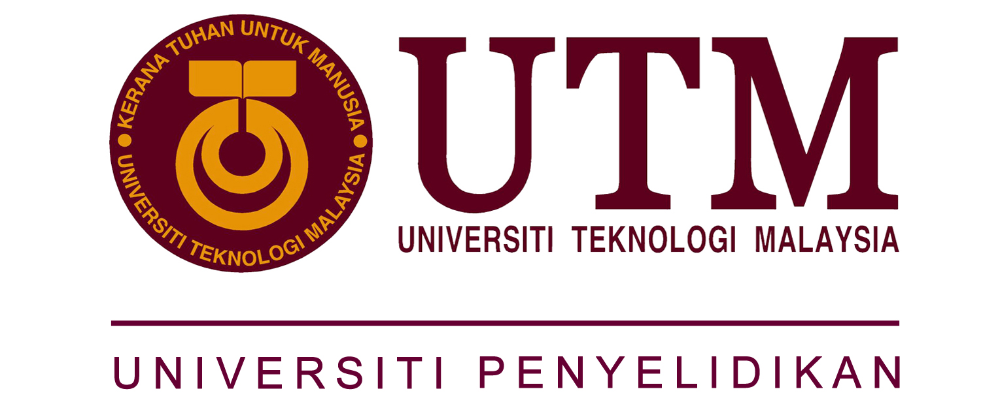 KERANA TUHAN UNTUK MANUSIA
UNIVERSITI TEKNOLOGI MALAYSIA
UTM
UNIVERSITI TEKNOLOGI MALAYSIA
UNIVERSITI PENYELIDIKAN